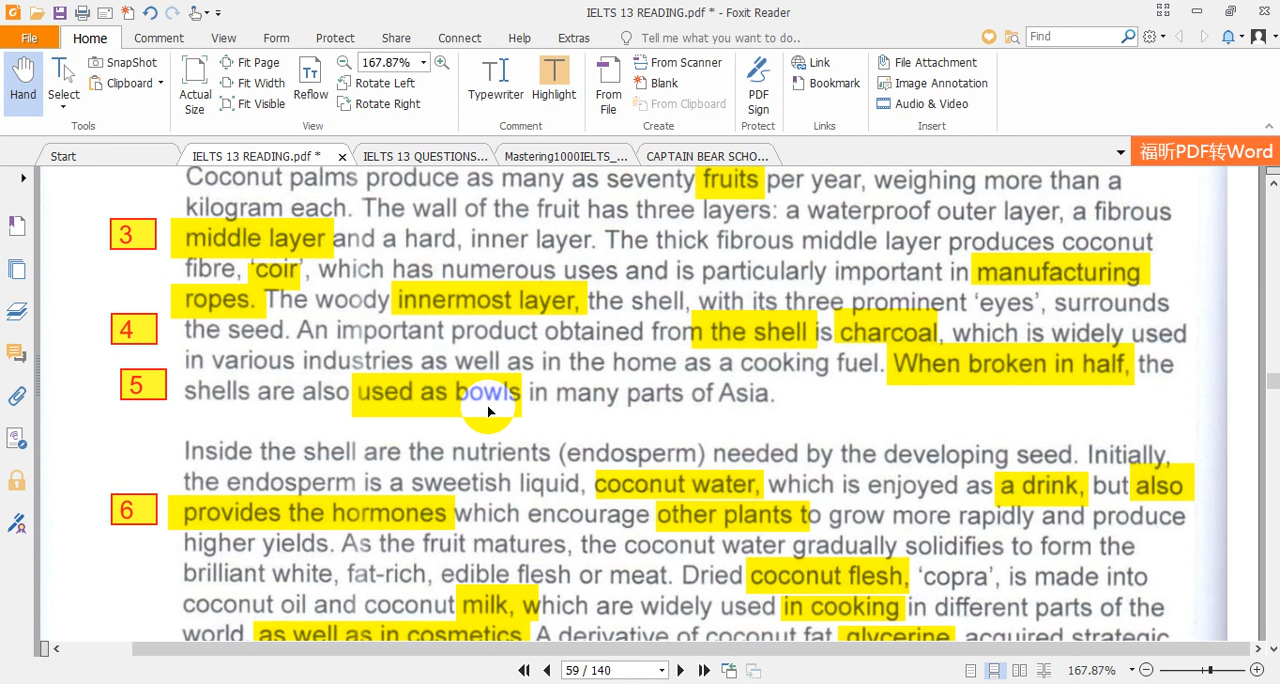 IELTS 13 READING.pdf * - Foxit Reader
File Home Comment View Form Protect Share Connect Help Extras Tell me what you want to do.. Find
Hand Select SnapShot Clipboard
Tools
Actual Size Fit Page Fit Width Fit Visible Reflow 167.87% Rotate Left Rotate Right
View
Typewriter Highlight
Comment
From File From Scanner Blank From Clipboard
Create
PDF Sign
Protect
Link Bookmark
Links
File Attachment Image Annotation Audio & Video
Insert
Start IELTS 13 READING.pdf * IELTS 13 QUESTIONS... Mastering1000IELTS_... CAPTAIN BEAR SCHO... 福昕PDF转Word
Coconut palms produce as many as seventy fruits per year, weighing more than a
kilogram each. The wall of the fruit has three layers: a waterproof outer layer, a fibrous
3 middle layer and a hard, inner layer. The thick fibrous middle layer produces coconut
fibre, ‘coir’, which has numerous uses and is particularly important in manufacturing
ropes. The woody innermost layer, the shell, with its three prominent ‘eyes’, surrounds
4 the seed. An important product obtained from the shell is charcoal, which is widely used
in various industries as well as in the home as a cooking fuel. When broken in half, the
5 shells are also used as bowls in many parts of Asia.
Inside the shell are the nutrients (endosperm) needed by the developing seed. Initially,
the endosperm is a sweetish liquid, coconut water, which is enjoyed as a drink, but also
6 provides the hormones which encourage other plants to grow more rapidly and produce
higher yields. As the fruit matures, the coconut water gradually solidifies to form the
brilliant white, fat-rich, edible flesh or meat. Dried coconut flesh, ‘copra’, is made into
coconut oil and coconut milk, which are widely used in cooking in different parts of the
world, as well as in cosmetics. A derivative of coconut fat, glycerine, acquired strategic
59 / 140 167.87%